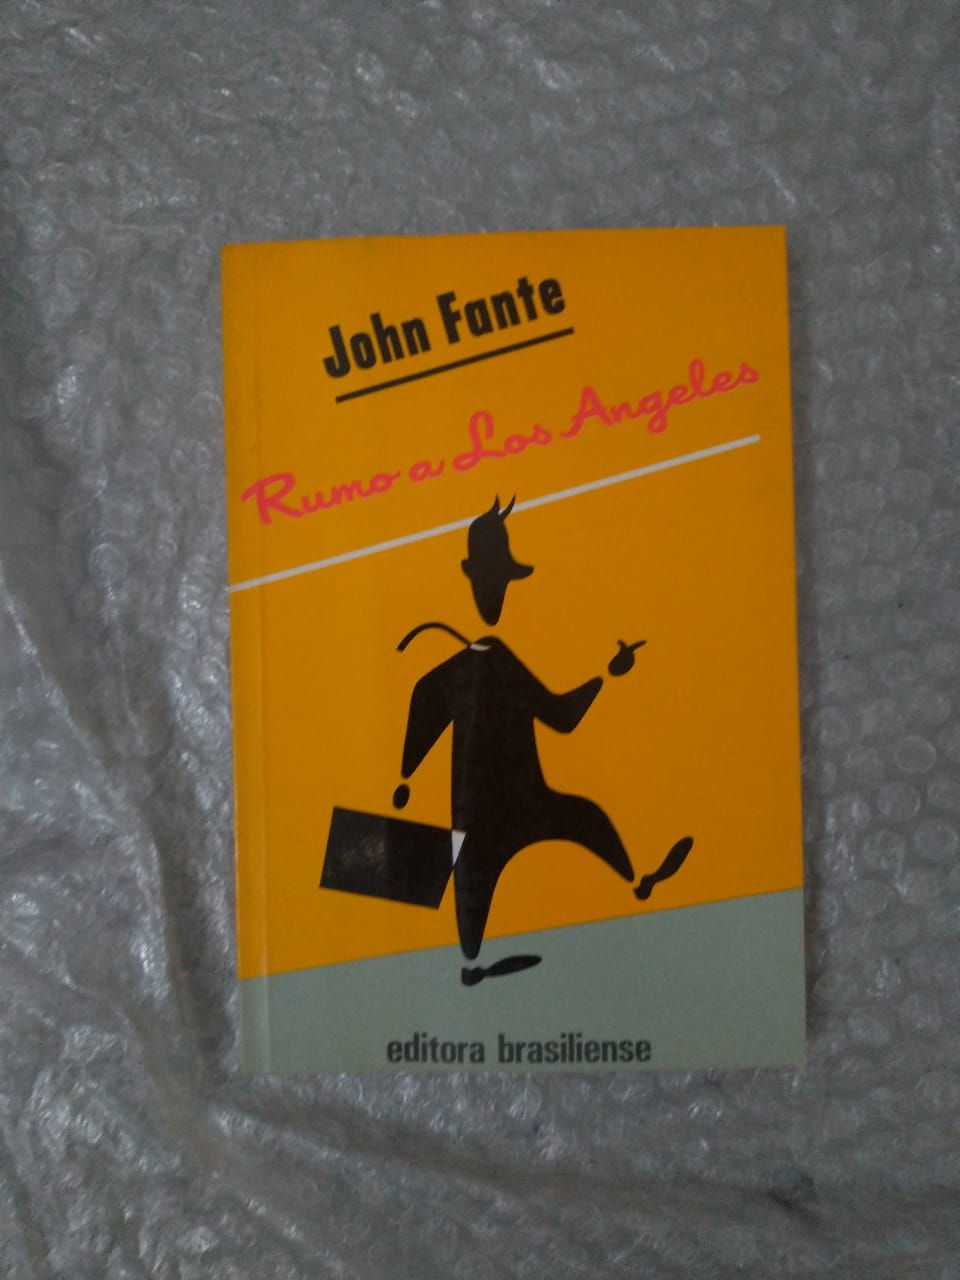 John Fante
Rumo a Los Angeles
editora brasiliense